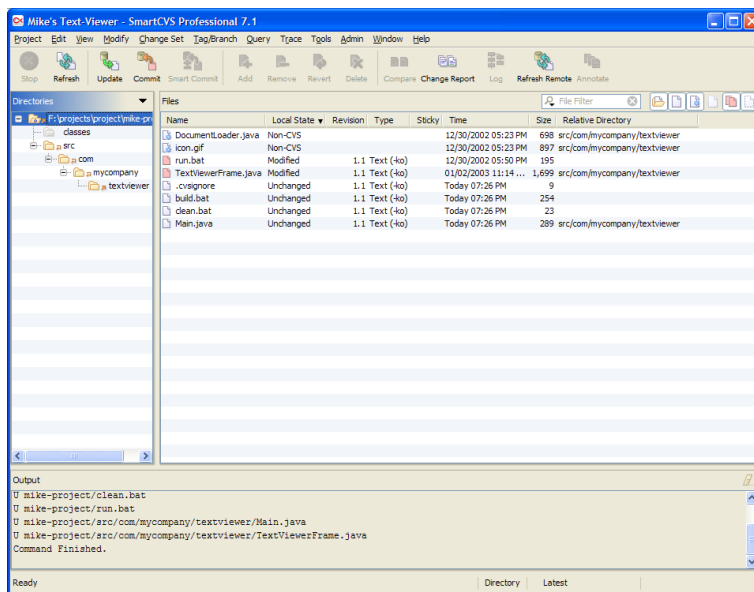 Mike's Text-Viewer - SmartCVS Professional 7.1
Project Edit View Modify Change Set Tag/Branch Query Trace Tools Admin Window Help
Stop Refresh Update Commit Smart Commit Add Remove Revert Delete Compare Change Report Log Refresh Remote Annotate
Directories
F:\projects\project\mike-pr
classes
src
com
mycompany
textviewer
Files
File Filter
Name Local State Revision Type Sticky Time Size Relative Directory
DocumentLoader.java Non-CVS 12/30/2002 05:23 PM 698 src/com/mycompany/textviewer
icon.gif Non-CVS 12/30/2002 05:23 PM 897 src/com/mycompany/textviewer
run.bat Modified 1.1 Text (-ko) 12/30/2002 05:50 PM 195
TextViewerFrame.java Modified 1.1 Text (-ko) 01/02/2003 11:14 ... 1,699 src/com/mycompany/textviewer
.cvsignore Unchanged 1.1 Text (-ko) Today 07:26 PM 9
build.bat Unchanged 1.1 Text (-ko) Today 07:26 PM 254
clean.bat Unchanged 1.1 Text (-ko) Today 07:26 PM 23
Main.java Unchanged 1.1 Text (-ko) Today 07:26 PM 289 src/com/mycompany/textviewer
Output
U mike-project/clean.bat
U mike-project/run.bat
U mike-project/src/com/mycompany/textviewer/Main.java
U mike-project/src/com/mycompany/textviewer/TextViewerFrame.java
Command Finished.
Ready Directory Latest